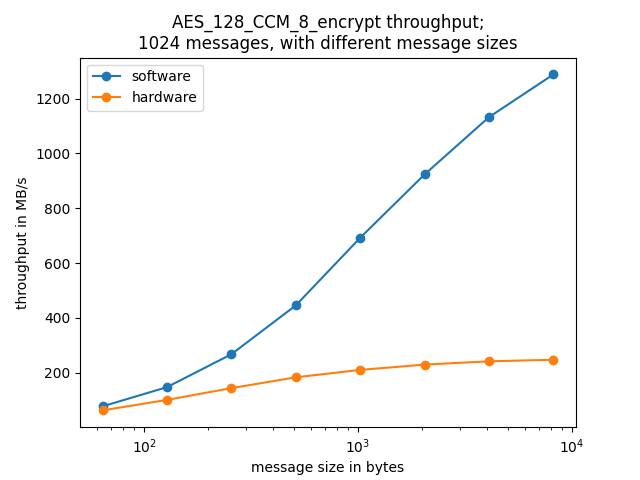 AES_128_CCM_8_encrypt throughput;
1024 messages, with different message sizes
software
hardware
throughput in MB/s
1200
1000
800
600
400
200
10²
10³
10⁴
message size in bytes